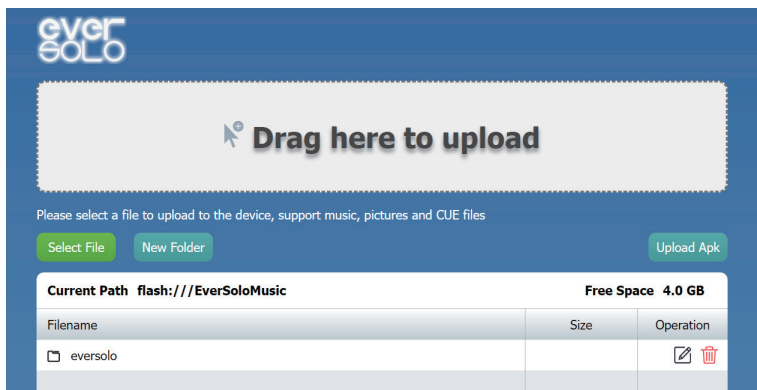 ever
SOLO
Drag here to upload
Please select a file to upload to the device, support music, pictures and CUE files
Select File New Folder Upload Apk
Current Path flash:///EverSoloMusic Free Space 4.0 GB
Filename Size Operation
eversolo